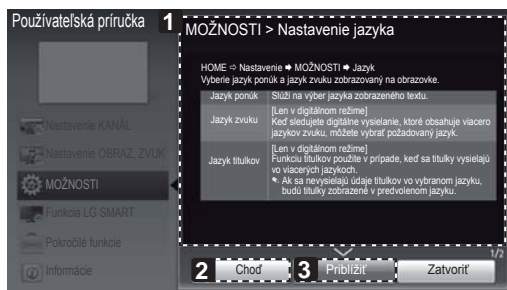 Používateľská príručka
1
MOŽNOSTI > Nastavenie jazyka
HOME ⇨ Nastavenie ➡ MOŽNOSTI ➡ Jazyk
Vyberie jazyk ponúk a jazyk zvuku zobrazovaný na obrazovke.
Jazyk ponúk Slúži na výber jazyka zobrazeného textu.
Jazyk zvuku
[Len v digitálnom režime]
Keď sledujete digitálne vysielanie, ktoré obsahuje viacero
jazykov zvuku, môžete vybrať požadovaný jazyk.
Jazyk titulkov
[Len v digitálnom režime]
Funkciu titulkov použite v prípade, keď sa titulky vysielajú
vo viacerých jazykoch.
✎ Ak sa nevysielajú údaje titulkov vo vybranom jazyku,
budú titulky zobrazené v predvolenom jazyku.
Nastavenie KANÁL
Nastavenie OBRAZ, ZVUK
MOŽNOSTI
Funkcia LG SMART
Pokročilé funkcie
Informácie
1/2
2 Choď
3 Priblížiť
Zatvoriť